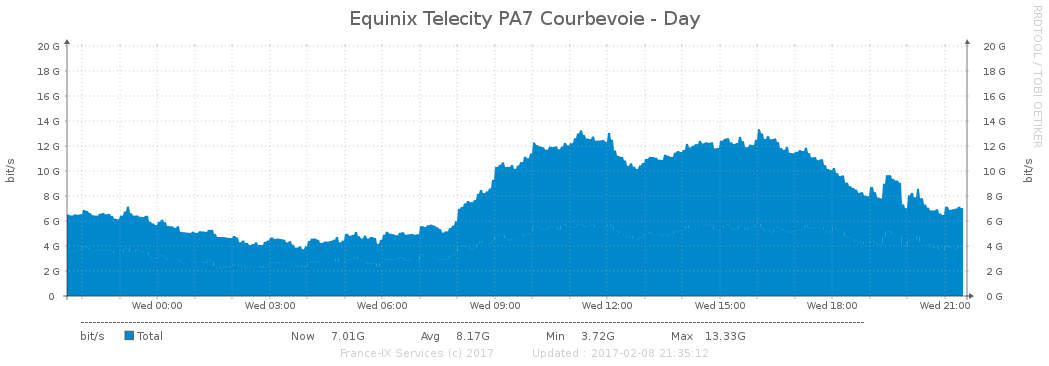 Equinix Telecity PA7 Courbevoie - Day
RRDTOOL / TOBI OETIKER
bit/s
bit/s
20 G 20 G
18 G 18 G
16 G 16 G
14 G 14 G
12 G 12 G
10 G 10 G
8 G 8 G
6 G 6 G
4 G 4 G
2 G 2 G
0 0 G
Wed 00:00 Wed 03:00 Wed 06:00 Wed 09:00 Wed 12:00 Wed 15:00 Wed 18:00 Wed 21:00
bit/s Total Now 7.01G Avg 8.17G Min 3.72G Max 13.33G
France-IX Services (c) 2017 Updated : 2017-02-08 21:35:12